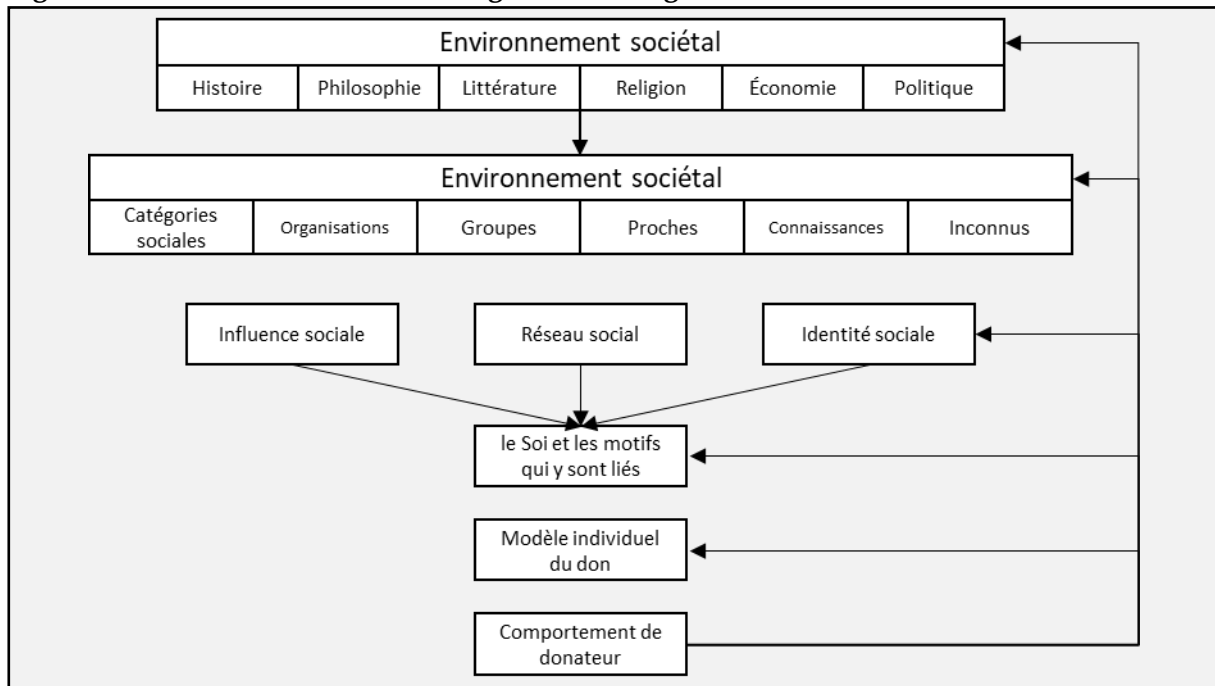 Environnement sociétal
Histoire
Philosophie
Littérature
Religion
Économie
Politique
Environnement sociétal
Catégories
sociales
Organisations
Groupes
Proches
Connaissances
Inconnus
Influence sociale
Réseau social
Identité sociale
le Soi et les motifs
qui y sont liés
Modèle individuel
du don
Comportement de
donateur